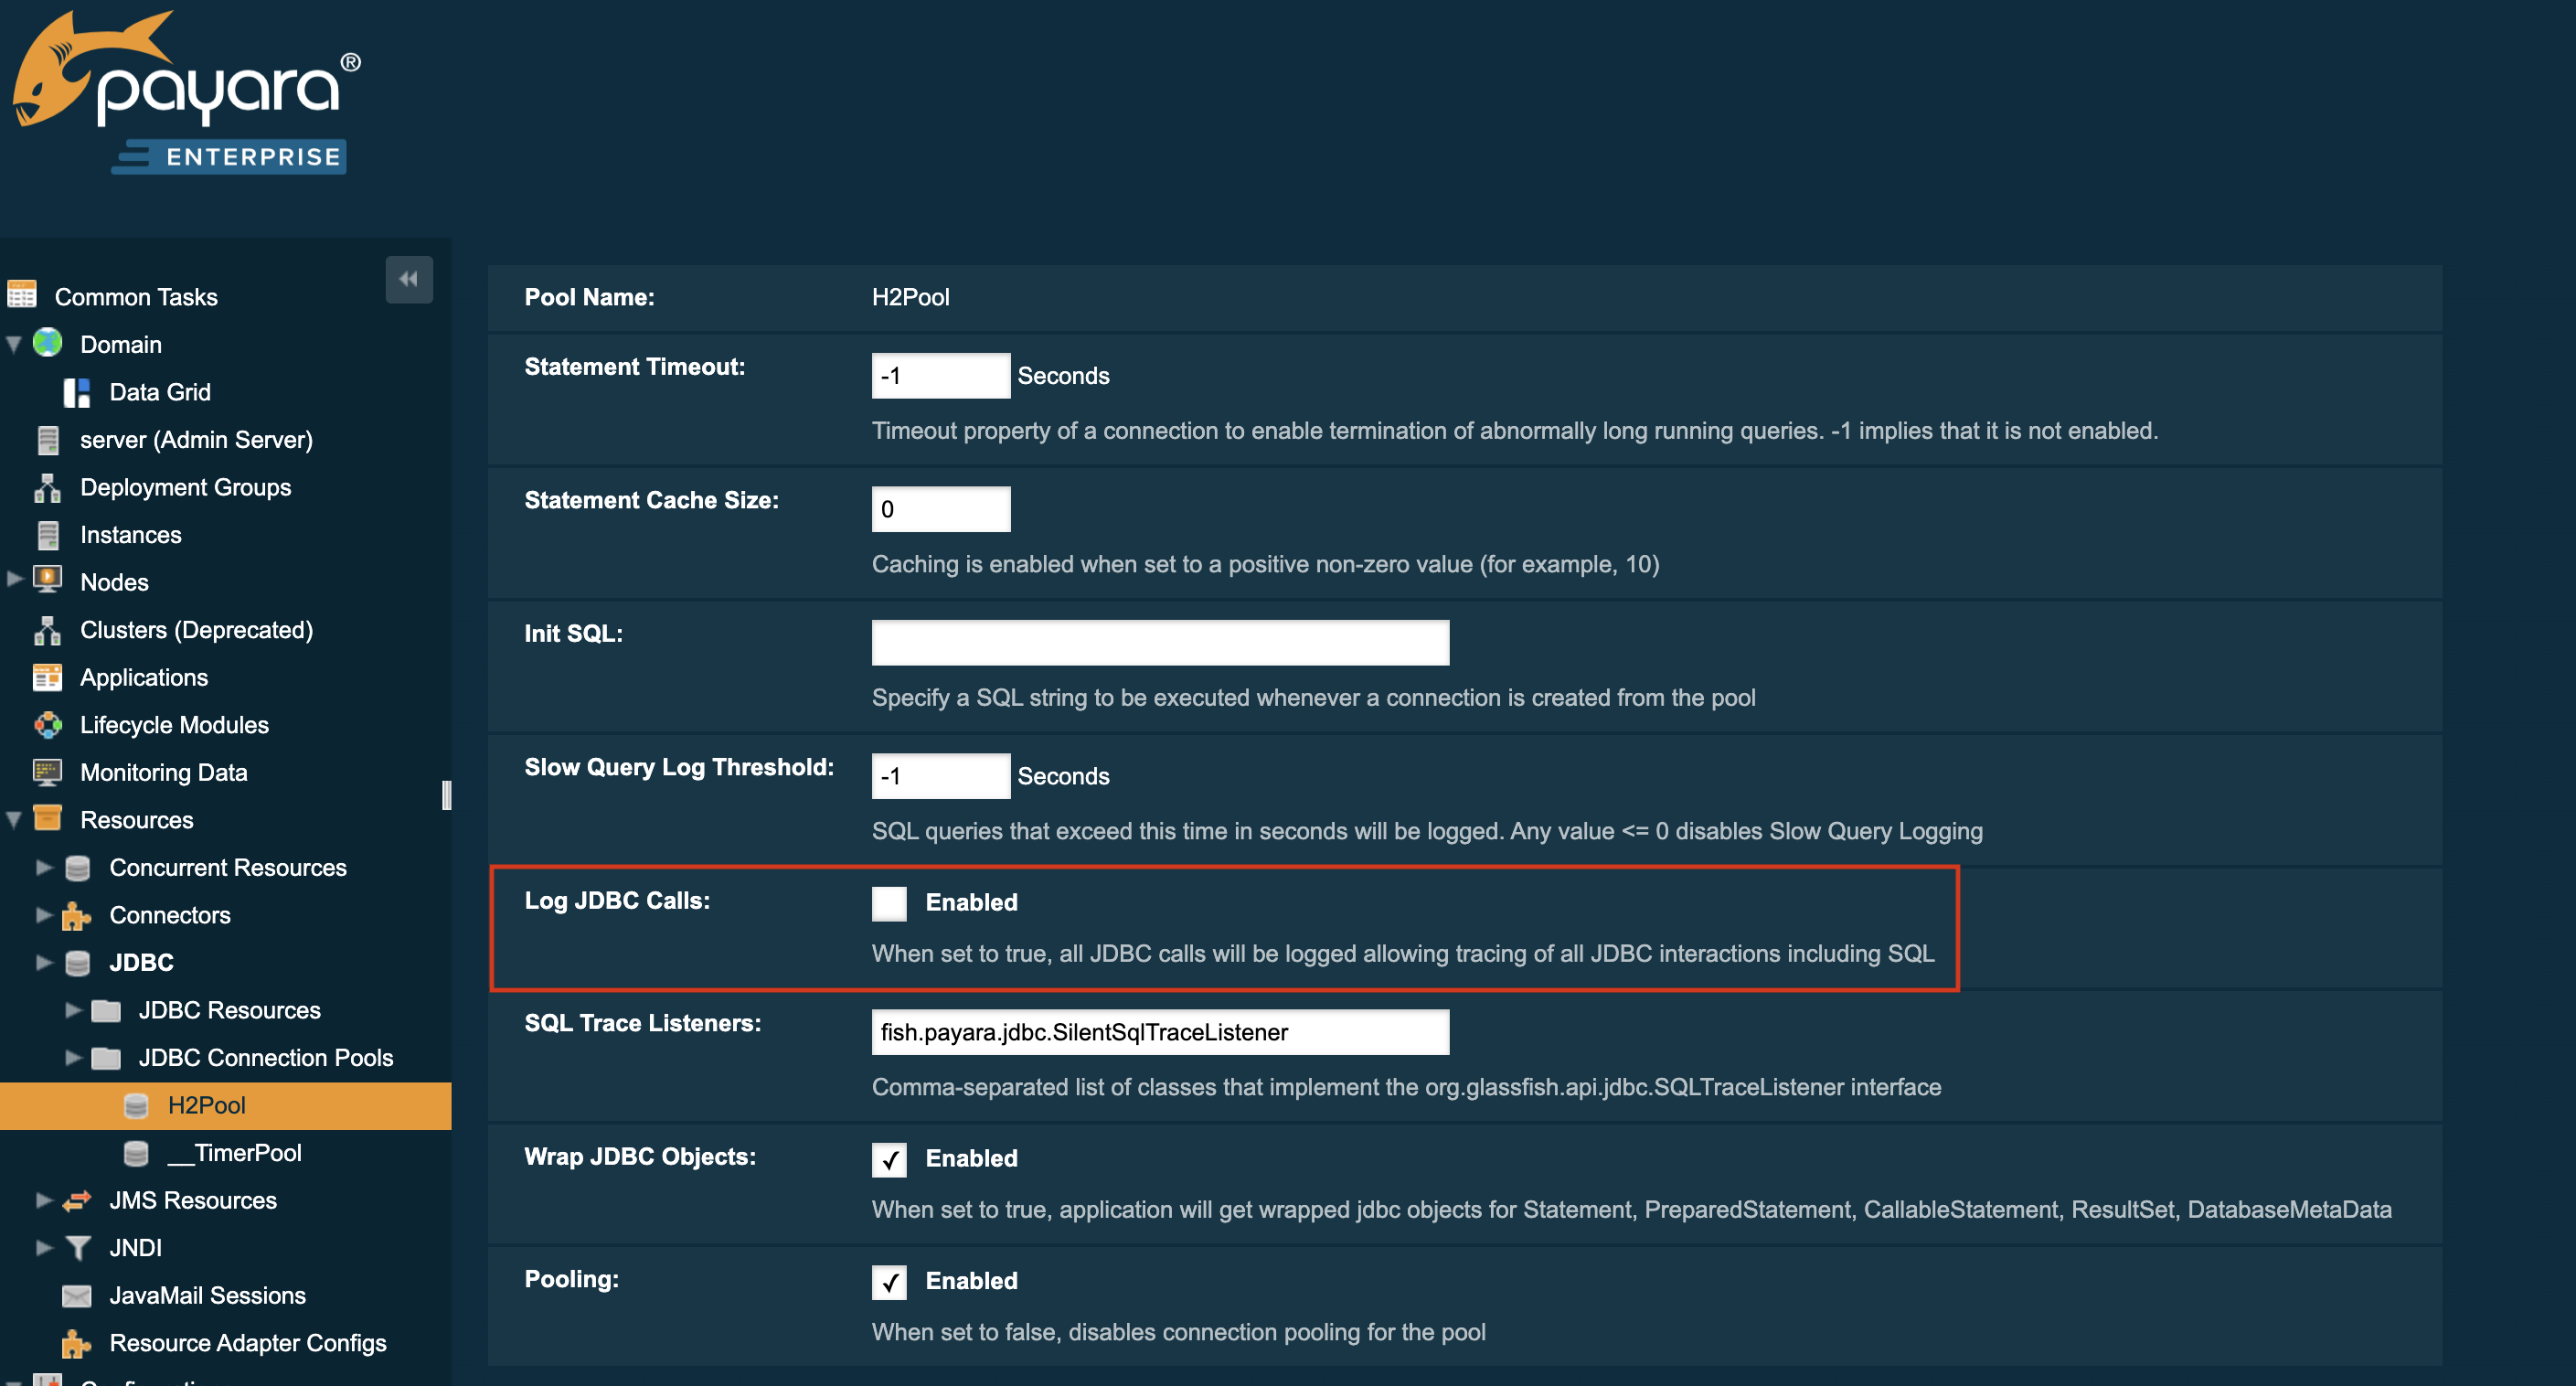 payara®
ENTERPRISE
Common Tasks
Domain
Data Grid
server (Admin Server)
Deployment Groups
Instances
Nodes
Clusters (Deprecated)
Applications
Lifecycle Modules
Monitoring Data
Resources
Concurrent Resources
Connectors
JDBC
JDBC Resources
JDBC Connection Pools
H2Pool
__TimerPool
JMS Resources
JNDI
JavaMail Sessions
Resource Adapter Configs
Pool Name: H2Pool
Statement Timeout: -1 Seconds
Timeout property of a connection to enable termination of abnormally long running queries. -1 implies that it is not enabled.
Statement Cache Size: 0
Caching is enabled when set to a positive non-zero value (for example, 10)
Init SQL:
Specify a SQL string to be executed whenever a connection is created from the pool
Slow Query Log Threshold: -1 Seconds
SQL queries that exceed this time in seconds will be logged. Any value <= 0 disables Slow Query Logging
Log JDBC Calls: Enabled
When set to true, all JDBC calls will be logged allowing tracing of all JDBC interactions including SQL
SQL Trace Listeners: fish.payara.jdbc.SilentSqlTraceListener
Comma-separated list of classes that implement the org.glassfish.api.jdbc.SQLTraceListener interface
Wrap JDBC Objects: Enabled
When set to true, application will get wrapped jdbc objects for Statement, PreparedStatement, CallableStatement, ResultSet, DatabaseMetaData
Pooling: Enabled
When set to false, disables connection pooling for the pool